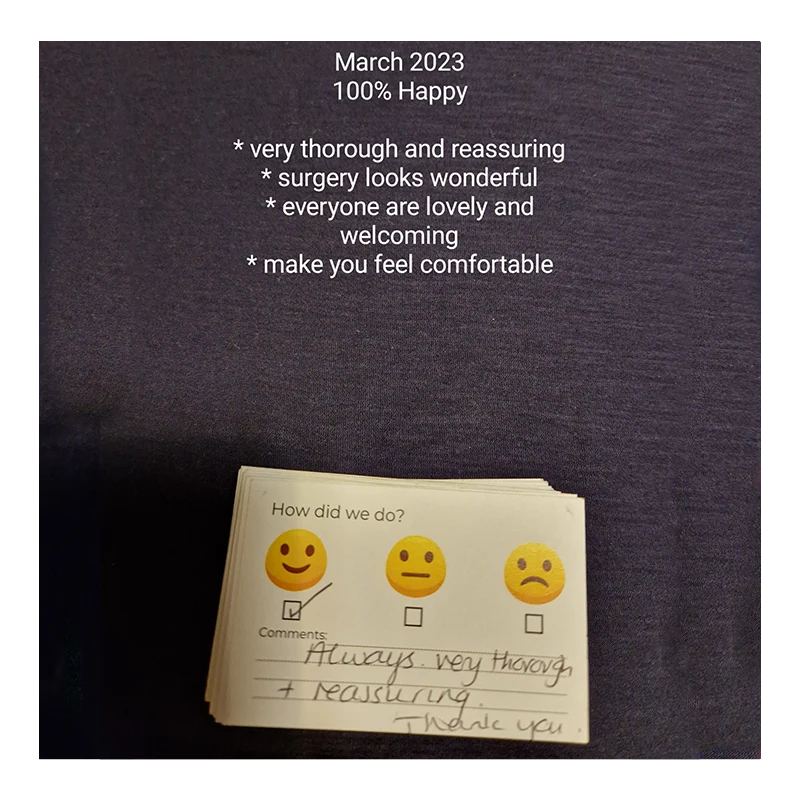 March 2023
100% Happy
* very thorough and reassuring
* surgery looks wonderful
* everyone are lovely and
welcoming
* make you feel comfortable
How did we do?
Comments:
Always very thorough
+ reassuring.
Thank you.